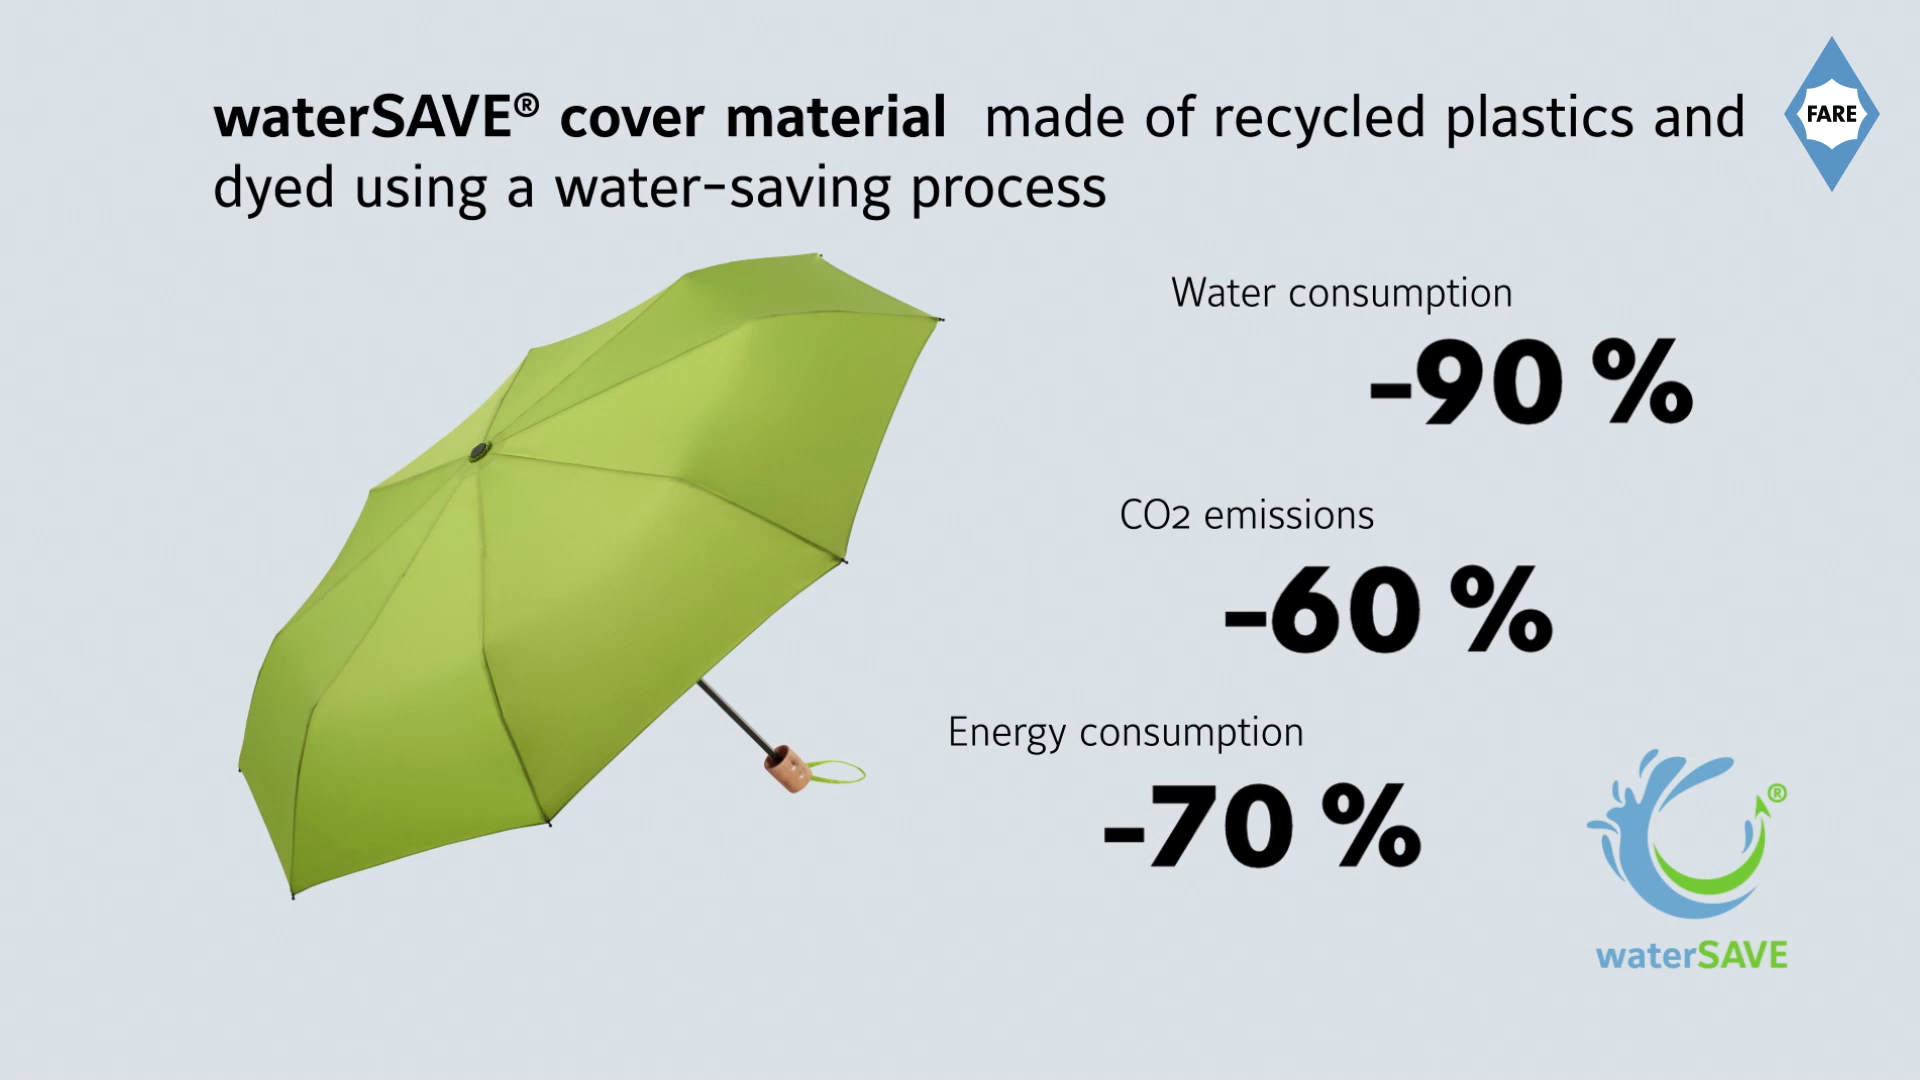 waterSAVE® cover material made of recycled plastics and
dyed using a water-saving process
FARE
Water consumption
-90 %
CO2 emissions
-60 %
Energy consumption
-70 %
®
waterSAVE